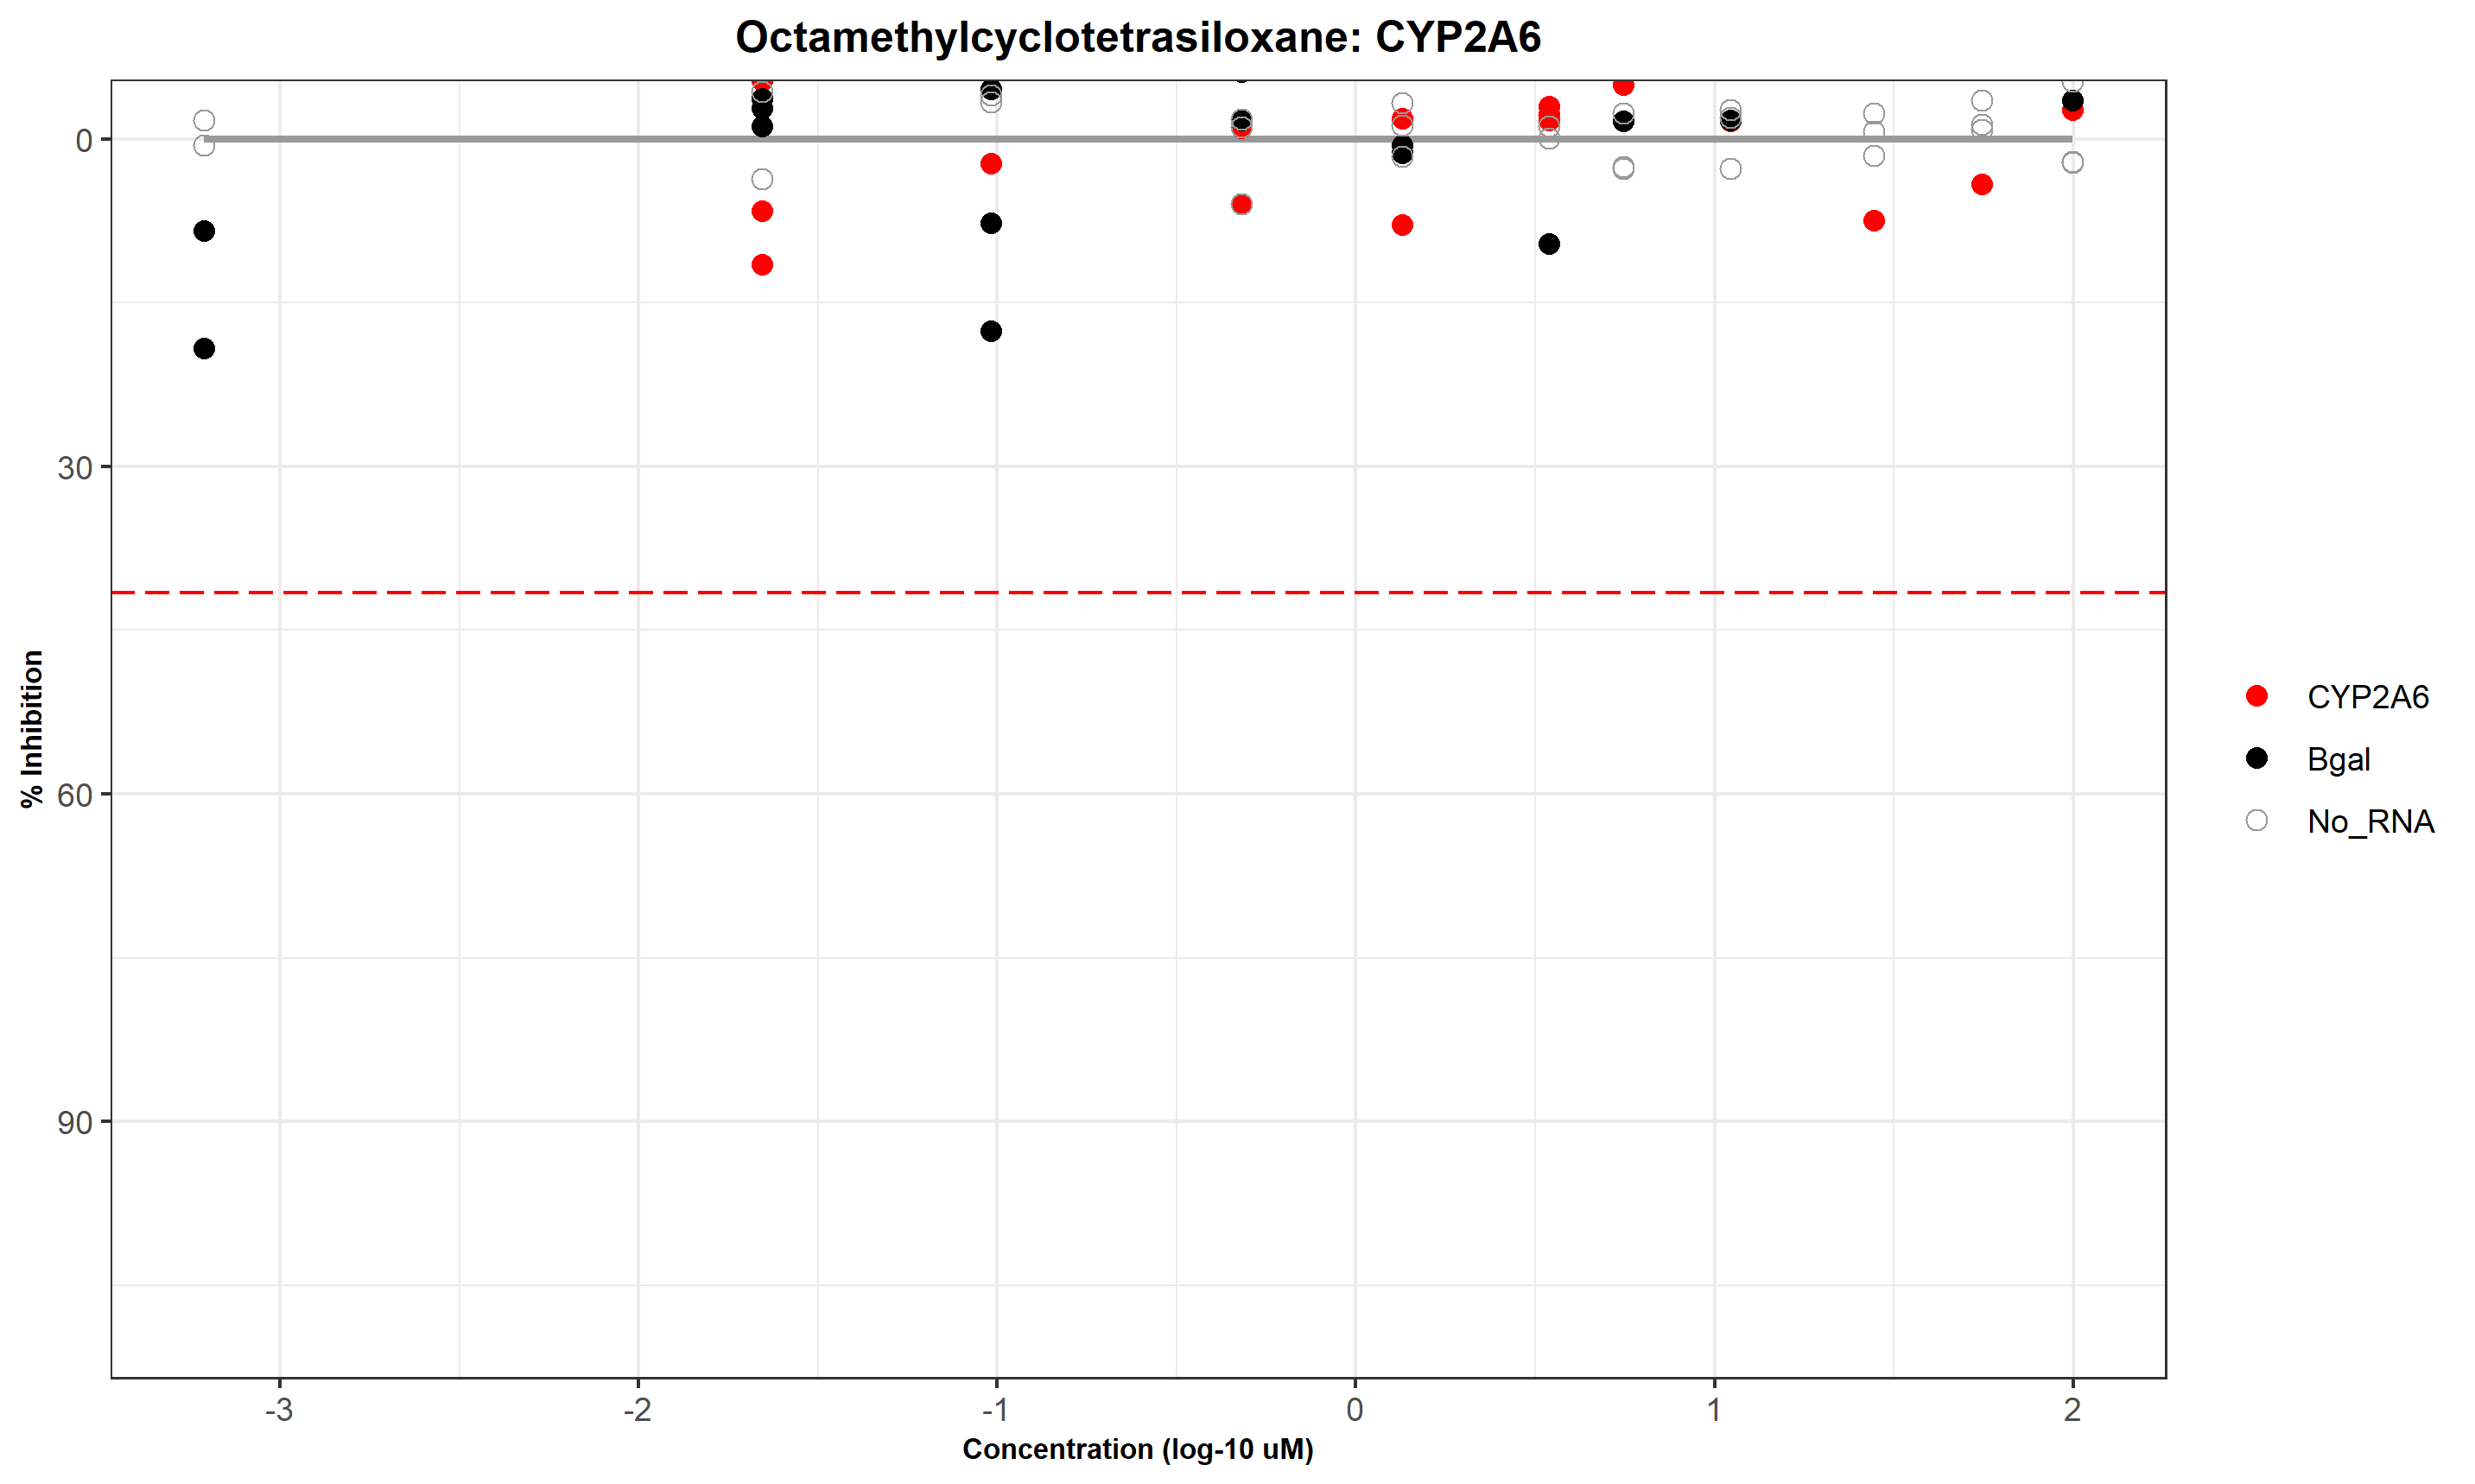 Octamethylcyclotetrasiloxane: CYP2A6
0
30
60
90
% Inhibition
-3
-2
-1
0
1
2
Concentration (log-10 uM)
CYP2A6
Bgal
No_RNA